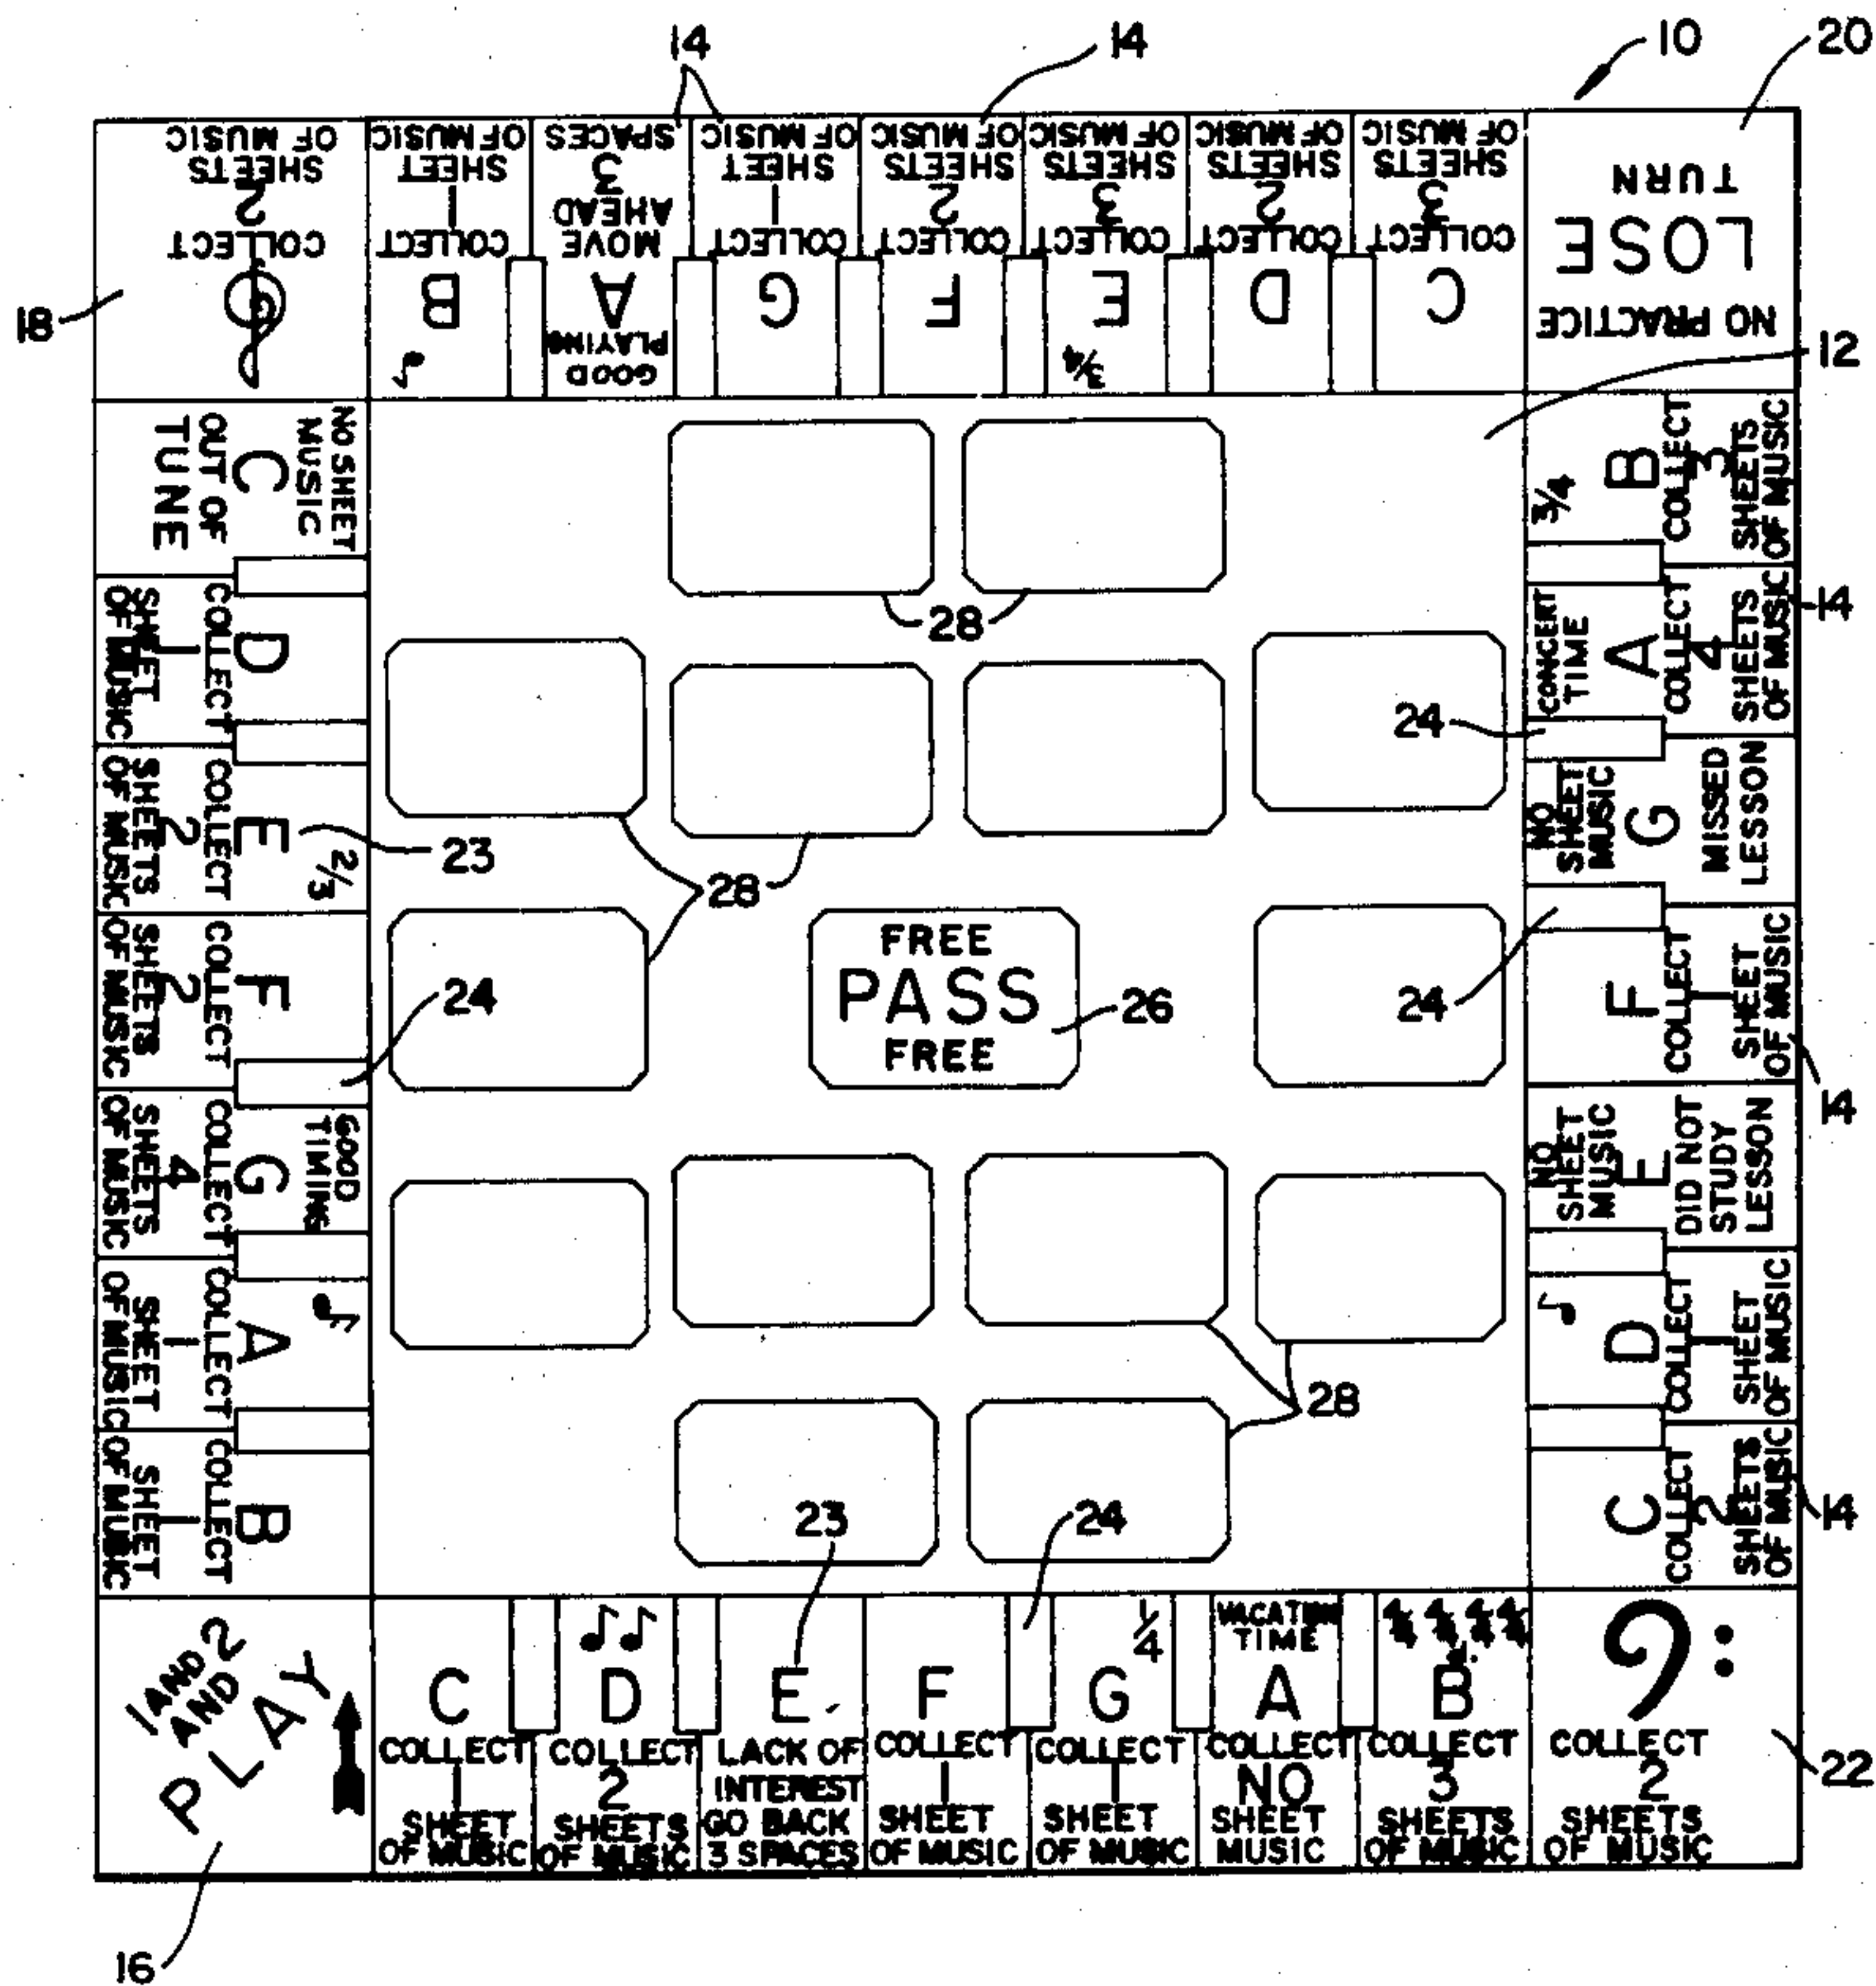 14
14
10
20
COLLECT
2
SHEETS
OF MUSIC
B
COLLECT
1
SHEET
OF MUSIC
GOOD
PLAYING
A
MOVE
AHEAD
3
SPACES
G
COLLECT
1
SHEET
OF MUSIC
F
COLLECT
2
SHEETS
OF MUSIC
3/4
E
COLLECT
3
SHEETS
OF MUSIC
D
COLLECT
2
SHEETS
OF MUSIC
C
COLLECT
3
SHEETS
OF MUSIC
NO PRACTICE
LOSE
TURN
18
12
NO SHEET
MUSIC
C
OUT OF
TUNE
D
COLLECT
1
SHEET
OF MUSIC
2/3
E
COLLECT
2
SHEETS
OF MUSIC
23
F
COLLECT
2
SHEETS
OF MUSIC
24
GOOD
TIMING
G
COLLECT
4
SHEETS
OF MUSIC
A
COLLECT
1
SHEET
OF MUSIC
B
COLLECT
1
SHEET
OF MUSIC
28
28
FREE
PASS
FREE
26
28
23
24
24
24
3/4
B
COLLECT
3
SHEETS
OF MUSIC
CONCERT
TIME
A
COLLECT
4
SHEETS
OF MUSIC
14
NO
SHEET
MUSIC
G
MISSED
LESSON
F
COLLECT
1
SHEET
OF MUSIC
14
NO
SHEET
MUSIC
E
DID NOT
STUDY
LESSON
D
COLLECT
1
SHEET
OF MUSIC
C
COLLECT
2
SHEETS
OF MUSIC
14
1 AND 2
AND
PLAY
C
COLLECT
1
SHEET
OF MUSIC
D
COLLECT
2
SHEETS
OF MUSIC
E
LACK OF
INTEREST
GO BACK
3 SPACES
F
COLLECT
1
SHEET
OF MUSIC
1/4
G
COLLECT
1
SHEET
OF MUSIC
VACATION
TIME
A
COLLECT
NO
SHEET
MUSIC
4/4 4/4 4/4 4/4
B
COLLECT
3
SHEETS
OF MUSIC
COLLECT
2
SHEETS
OF MUSIC
22
16